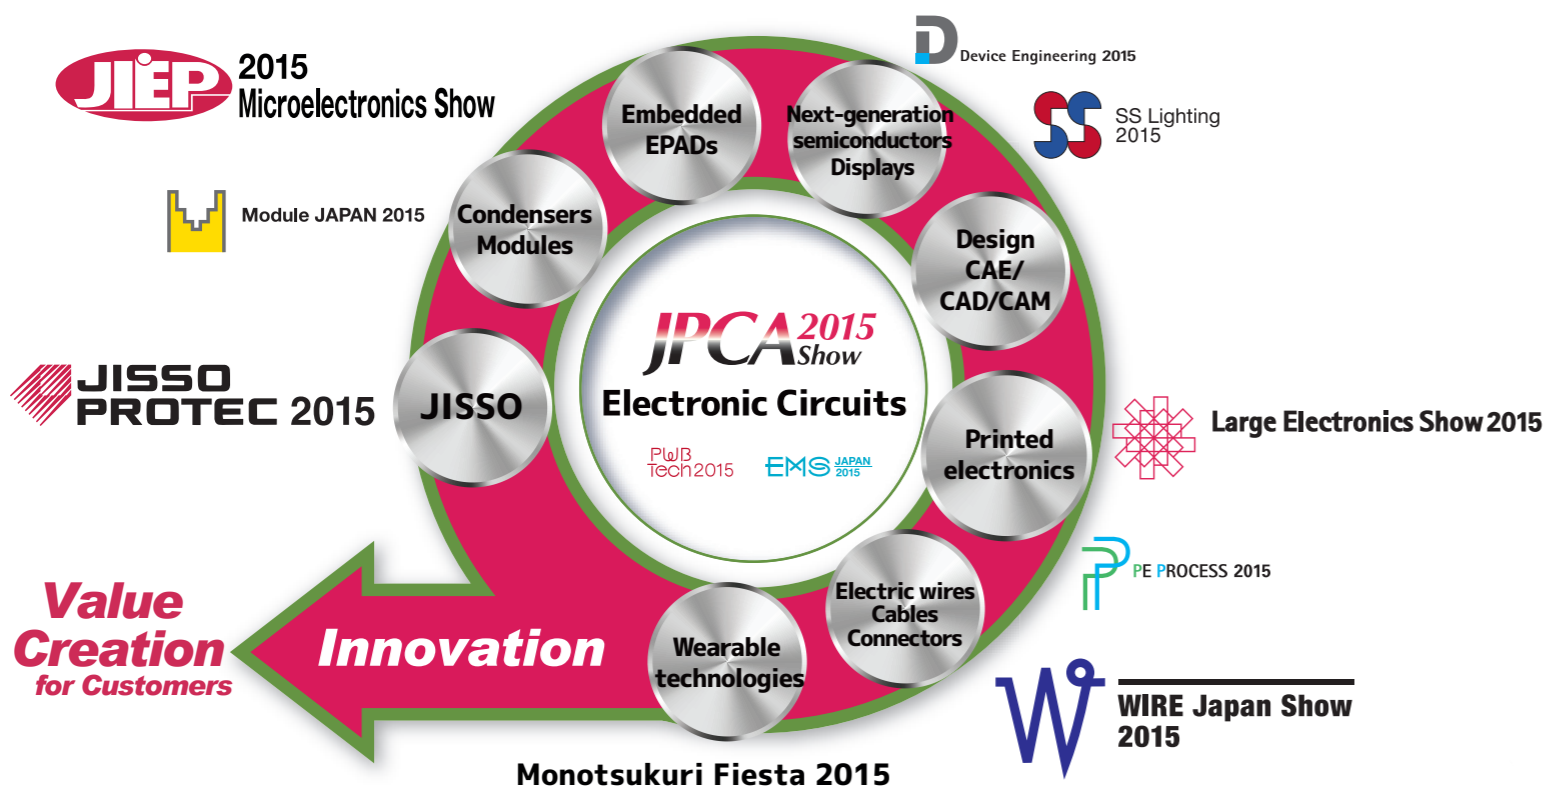 JIEP
2015
Microelectronics Show
Device Engineering 2015
SS Lighting
2015
Embedded
EPADs
Next-generation
semiconductors
Displays
Module JAPAN 2015
Condensers
Modules
Design
CAE/
CAD/CAM
JISSO
PROTEC 2015
JISSO
JPCA 2015
Show
Electronic Circuits
PWB
Tech2015
EMS JAPAN
2015
Printed
electronics
Large Electronics Show 2015
PE PROCESS 2015
Electric wires
Cables
Connectors
Wearable
technologies
Innovation
Value
Creation
for Customers
WIRE Japan Show
2015
Monotsukuri Fiesta 2015